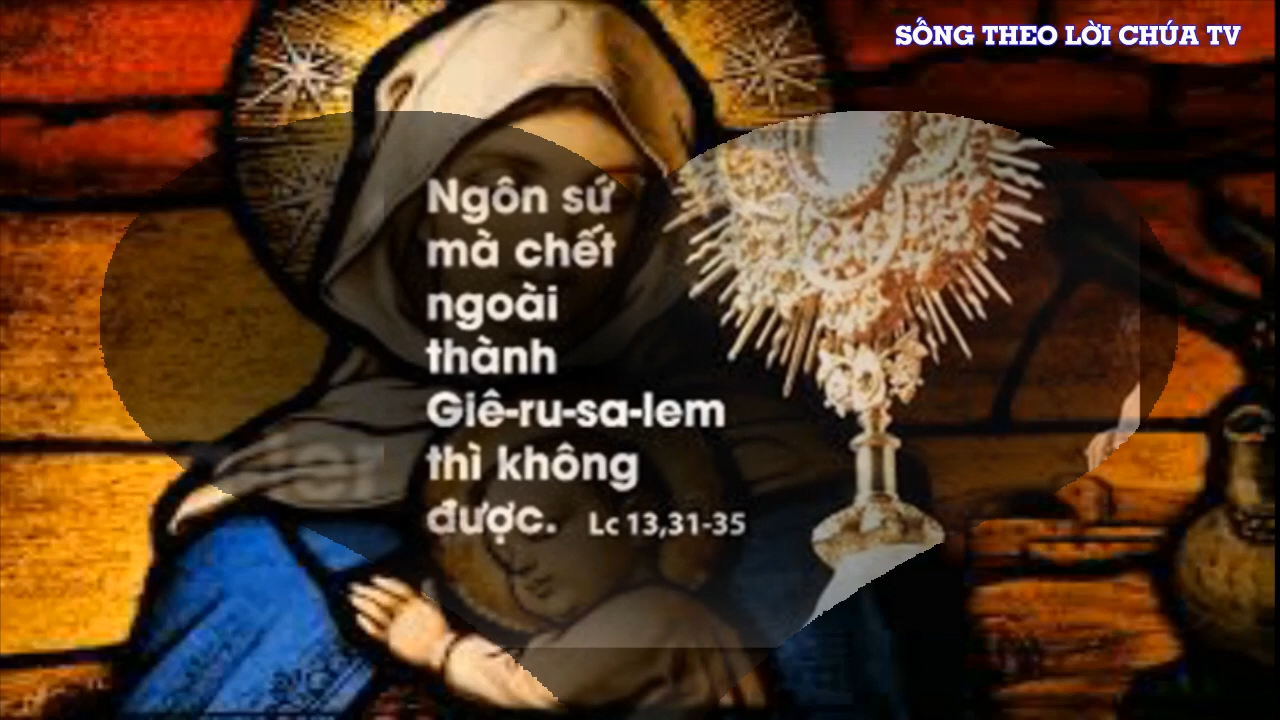 SỐNG THEO LỜI CHÚA TV
Ngôn sứ
mà chết
ngoài
thành
Giê-ru-sa-lem
thì không
được. Lc 13,31-35